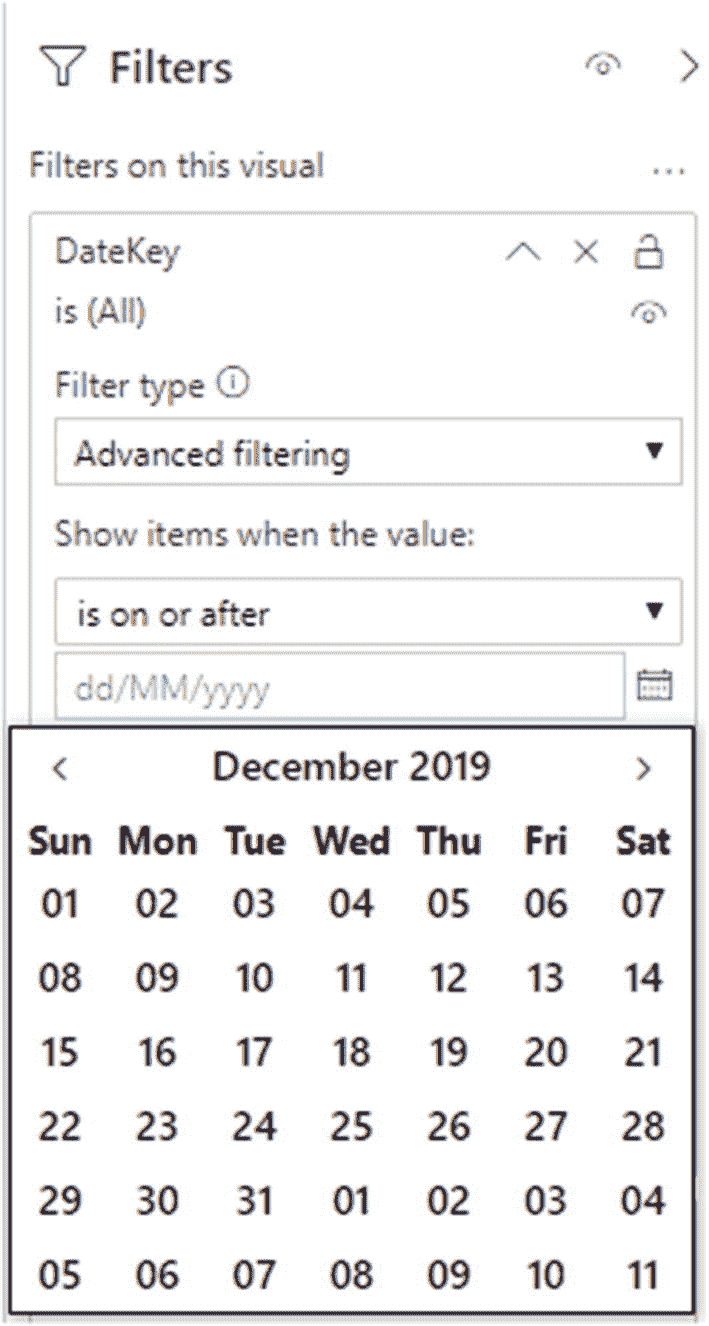 Filters
Filters on this visual
DateKey
is (All)
Filter type
Advanced filtering
Show items when the value:
is on or after
dd/MM/yyyy
December 2019
Sun Mon Tue Wed Thu Fri Sat
01 02 03 04 05 06 07
08 09 10 11 12 13 14
15 16 17 18 19 20 21
22 23 24 25 26 27 28
29 30 31 01 02 03 04
05 06 07 08 09 10 11